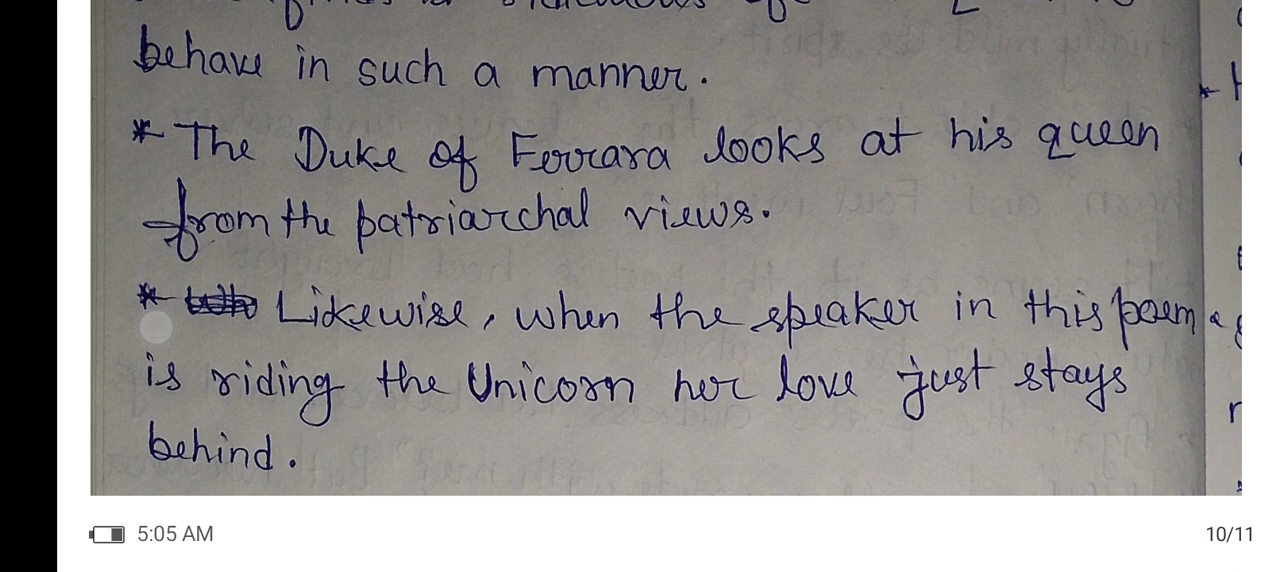 behave in such a manner.
* The Duke of Ferrara looks at his queen
from the patriarchal views.
* Likewise, when the speaker in this poem
is riding the Unicorn her love just stays
behind.
5:05 AM
10/11